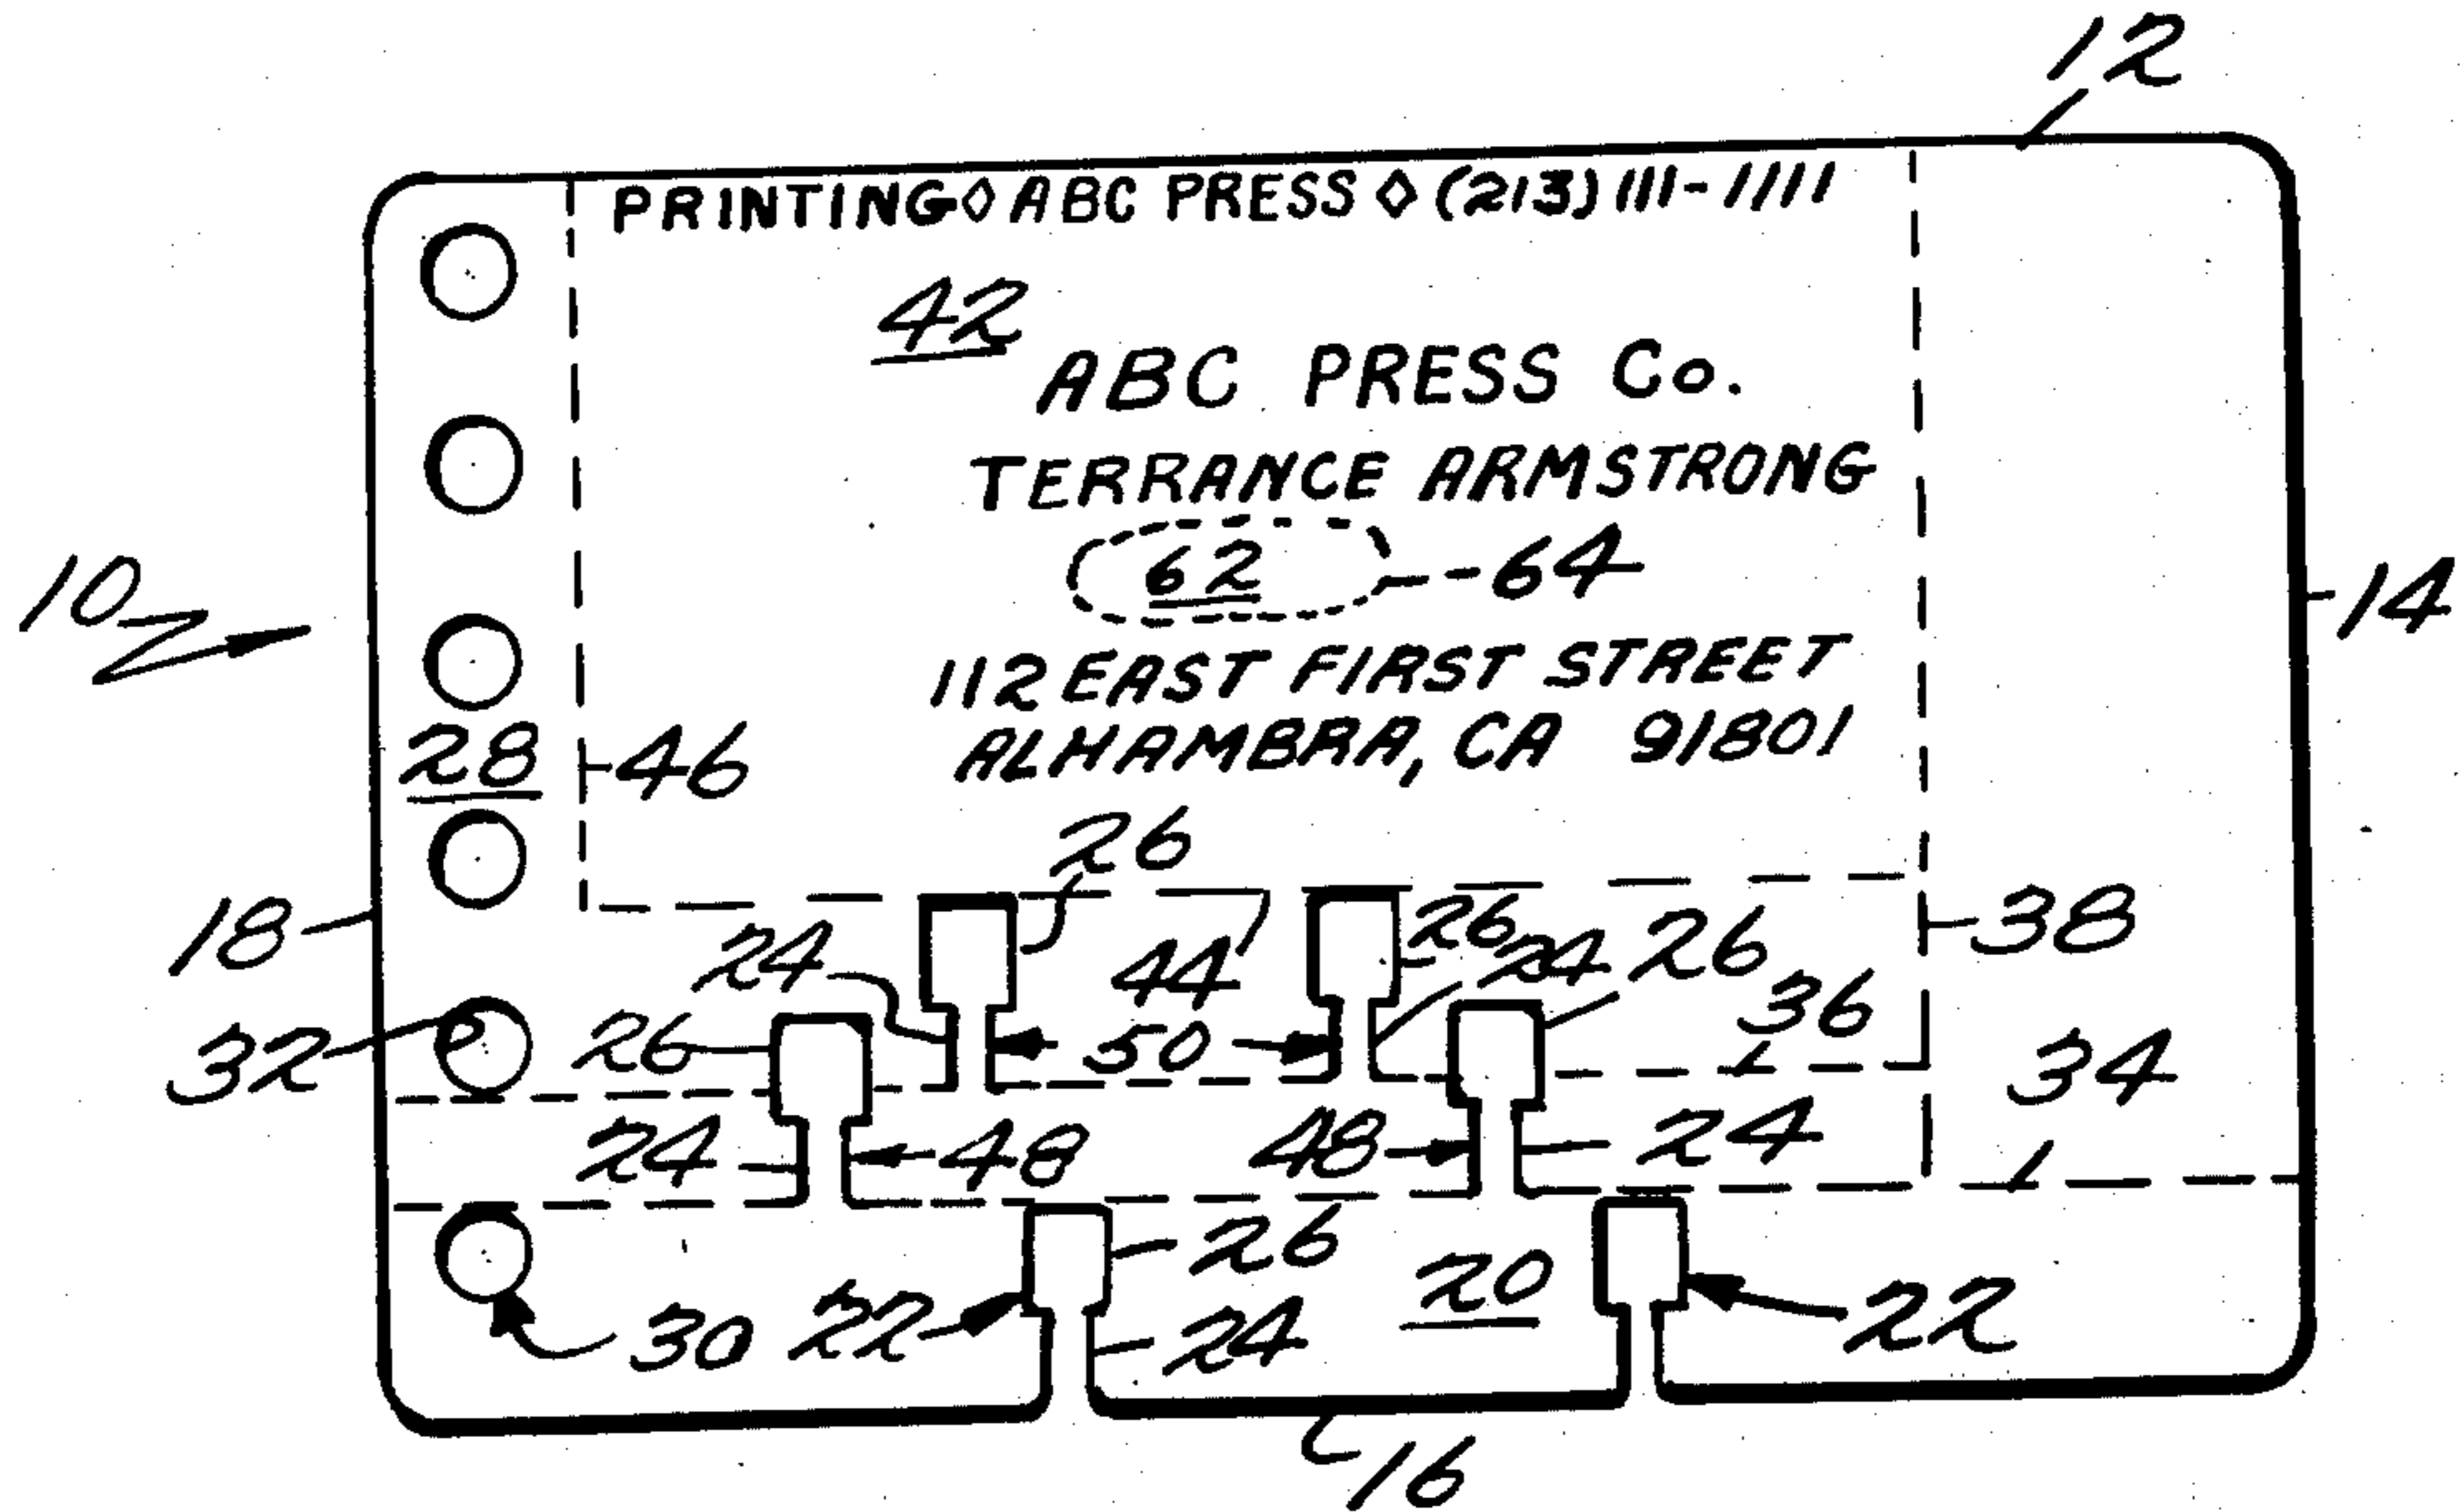 12
PRINTING ◊ ABC PRESS ◊ (213) 111-1111
42
ABC PRESS Co.
TERRANCE ARMSTRONG
62 64
10
14
112 EAST FIRST STREET
28 46
ALHAMBRA, CA 91801
26
18 24 44 26 24 26 38
32 26 50 36 34
24 48 48 24
26 20
30 22 24 22
16